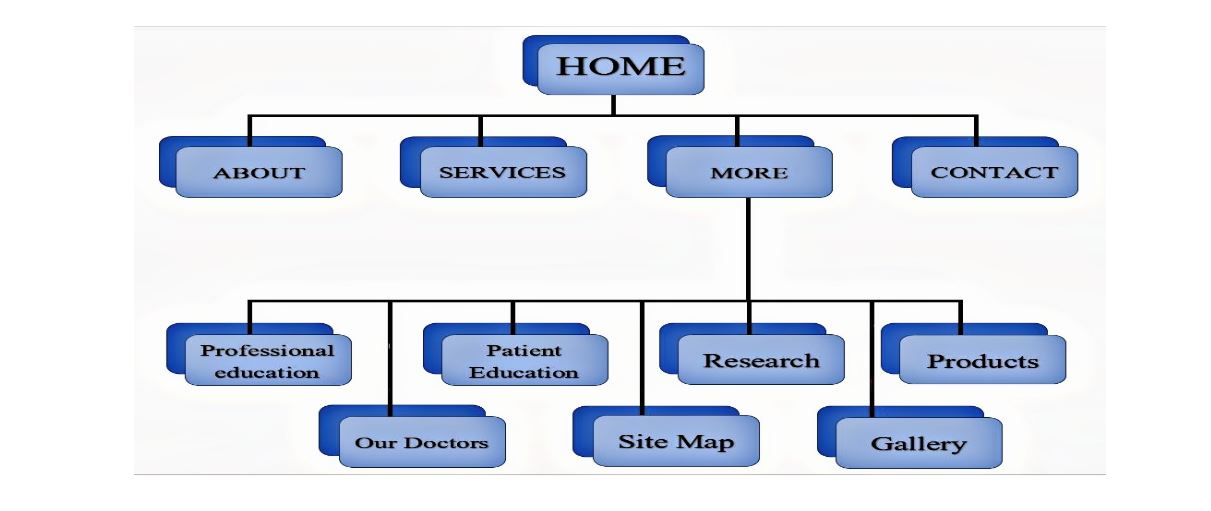 HOME
ABOUT
SERVICES
MORE
CONTACT
Professional
education
Patient
Education
Research
Products
Our Doctors
Site Map
Gallery